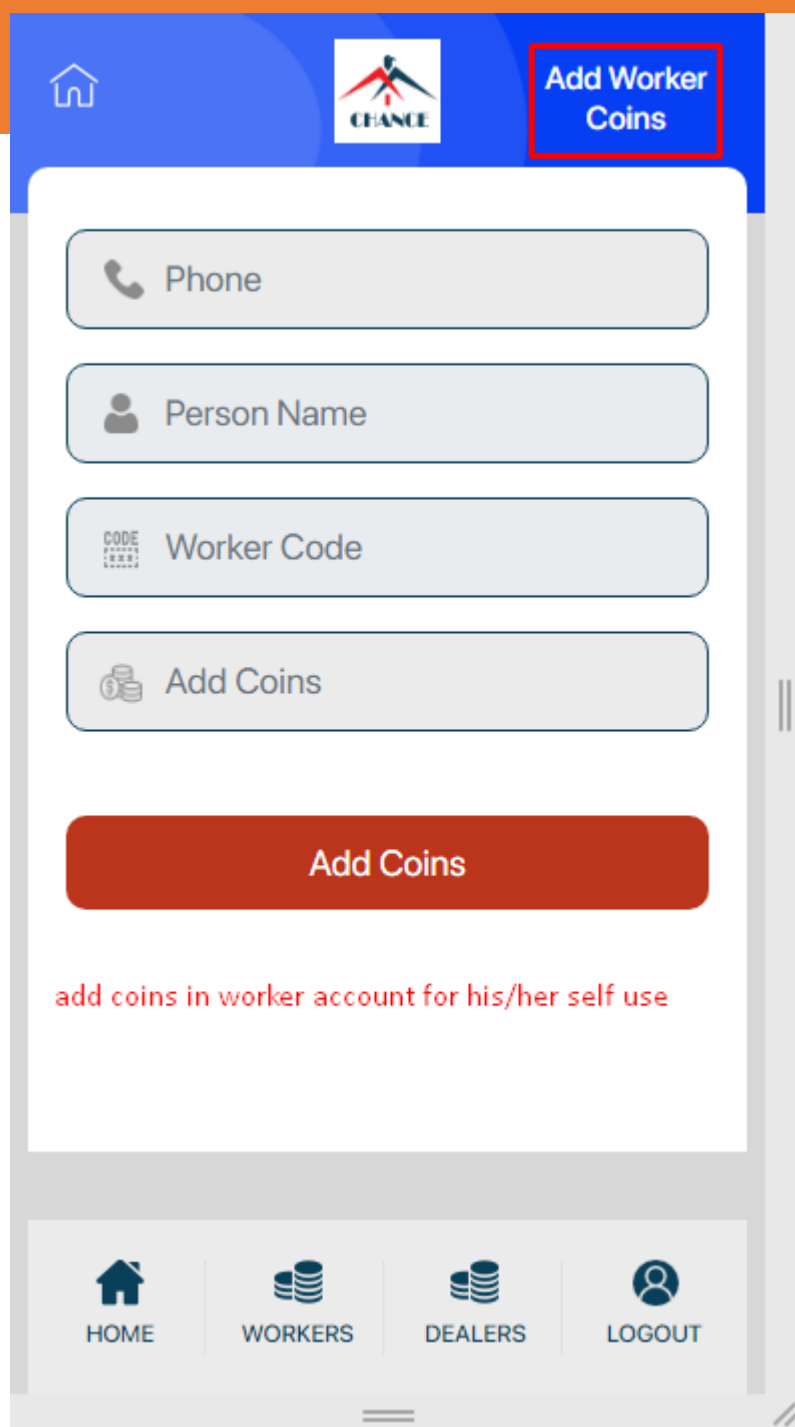 CHANCE
Add Worker
Coins
Phone
Person Name
CODE
Worker Code
Add Coins
Add Coins
add coins in worker account for his/her self use
HOME
WORKERS
DEALERS
LOGOUT